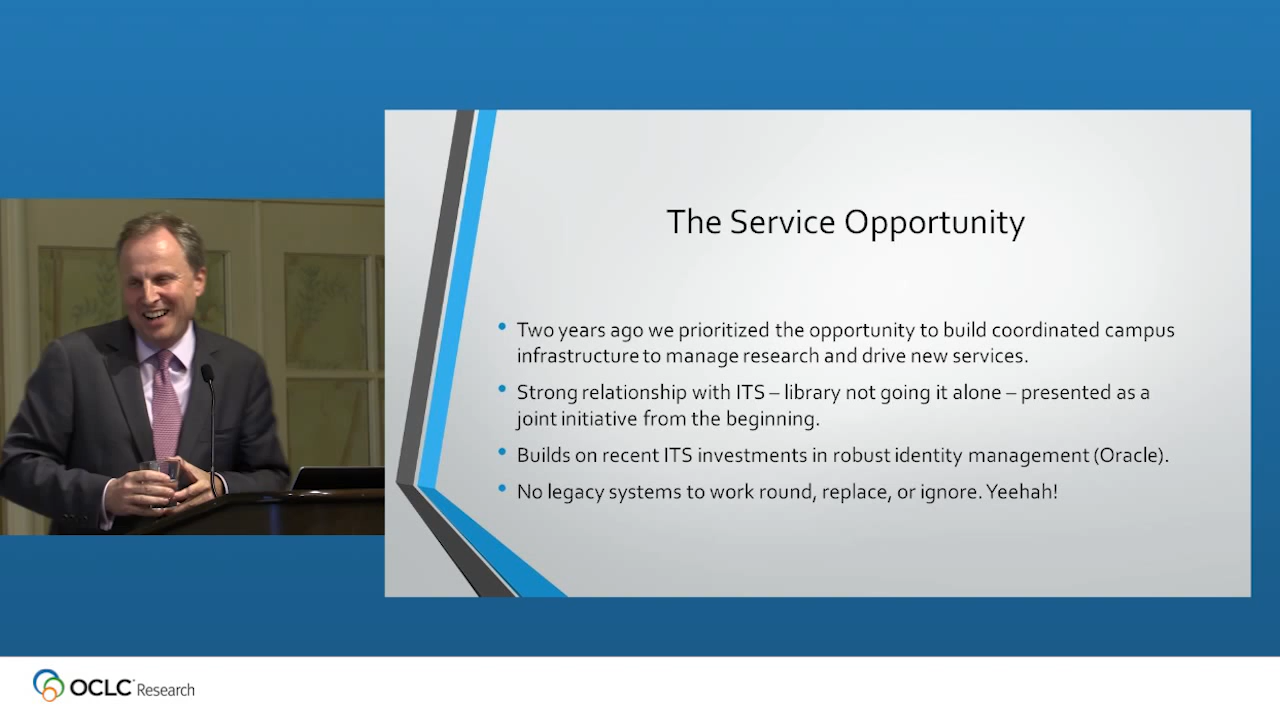 The Service Opportunity
• Two years ago we prioritized the opportunity to build coordinated campus
infrastructure to manage research and drive new services.
• Strong relationship with ITS – library not going it alone – presented as a
joint initiative from the beginning.
• Builds on recent ITS investments in robust identity management (Oracle).
• No legacy systems to work round, replace, or ignore. Yeehah!
OCLC Research